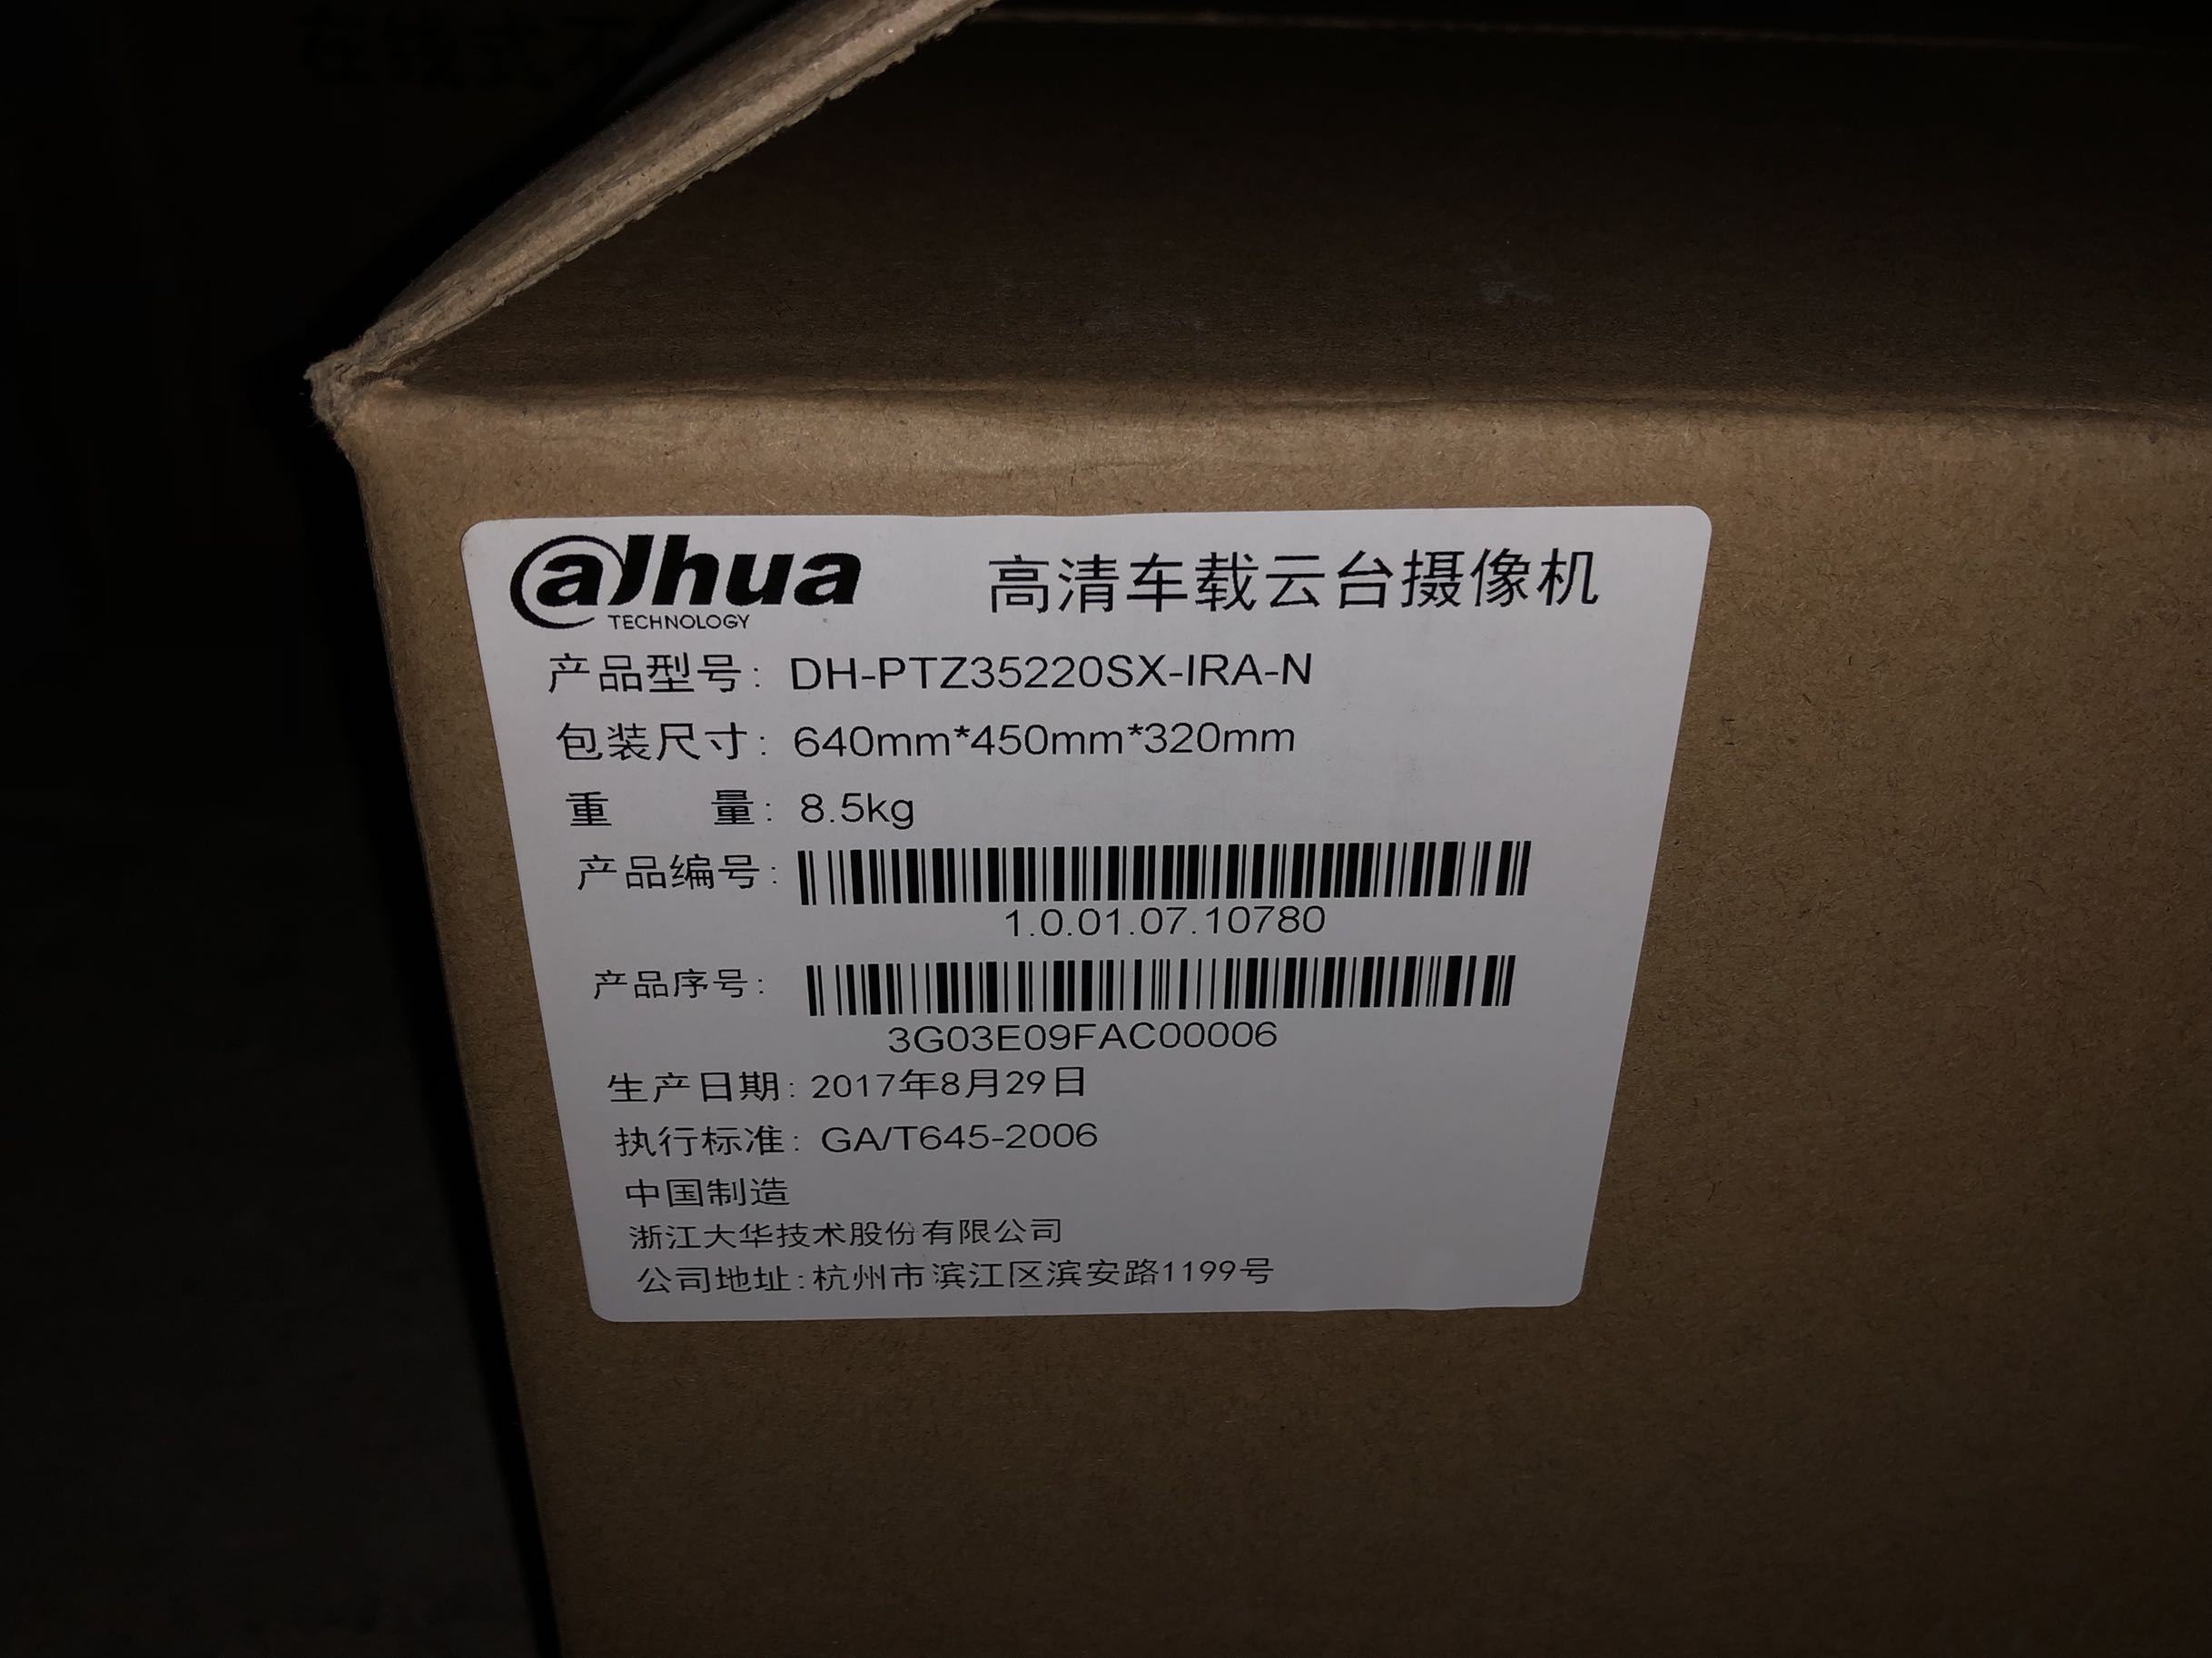 在线式不
alhua
TECHNOLOGY
高清车载云台摄像机
产品型号: DH-PTZ35220SX-IRA-N
包装尺寸: 640mm*450mm*320mm
重 量: 8.5kg
产品编号:
1.0.01.07.10780
产品序号:
3G03E09FAC00006
生产日期: 2017年8月29日
执行标准: GA/T645-2006
中国制造
浙江大华技术股份有限公司
公司地址:杭州市滨江区滨安路1199号